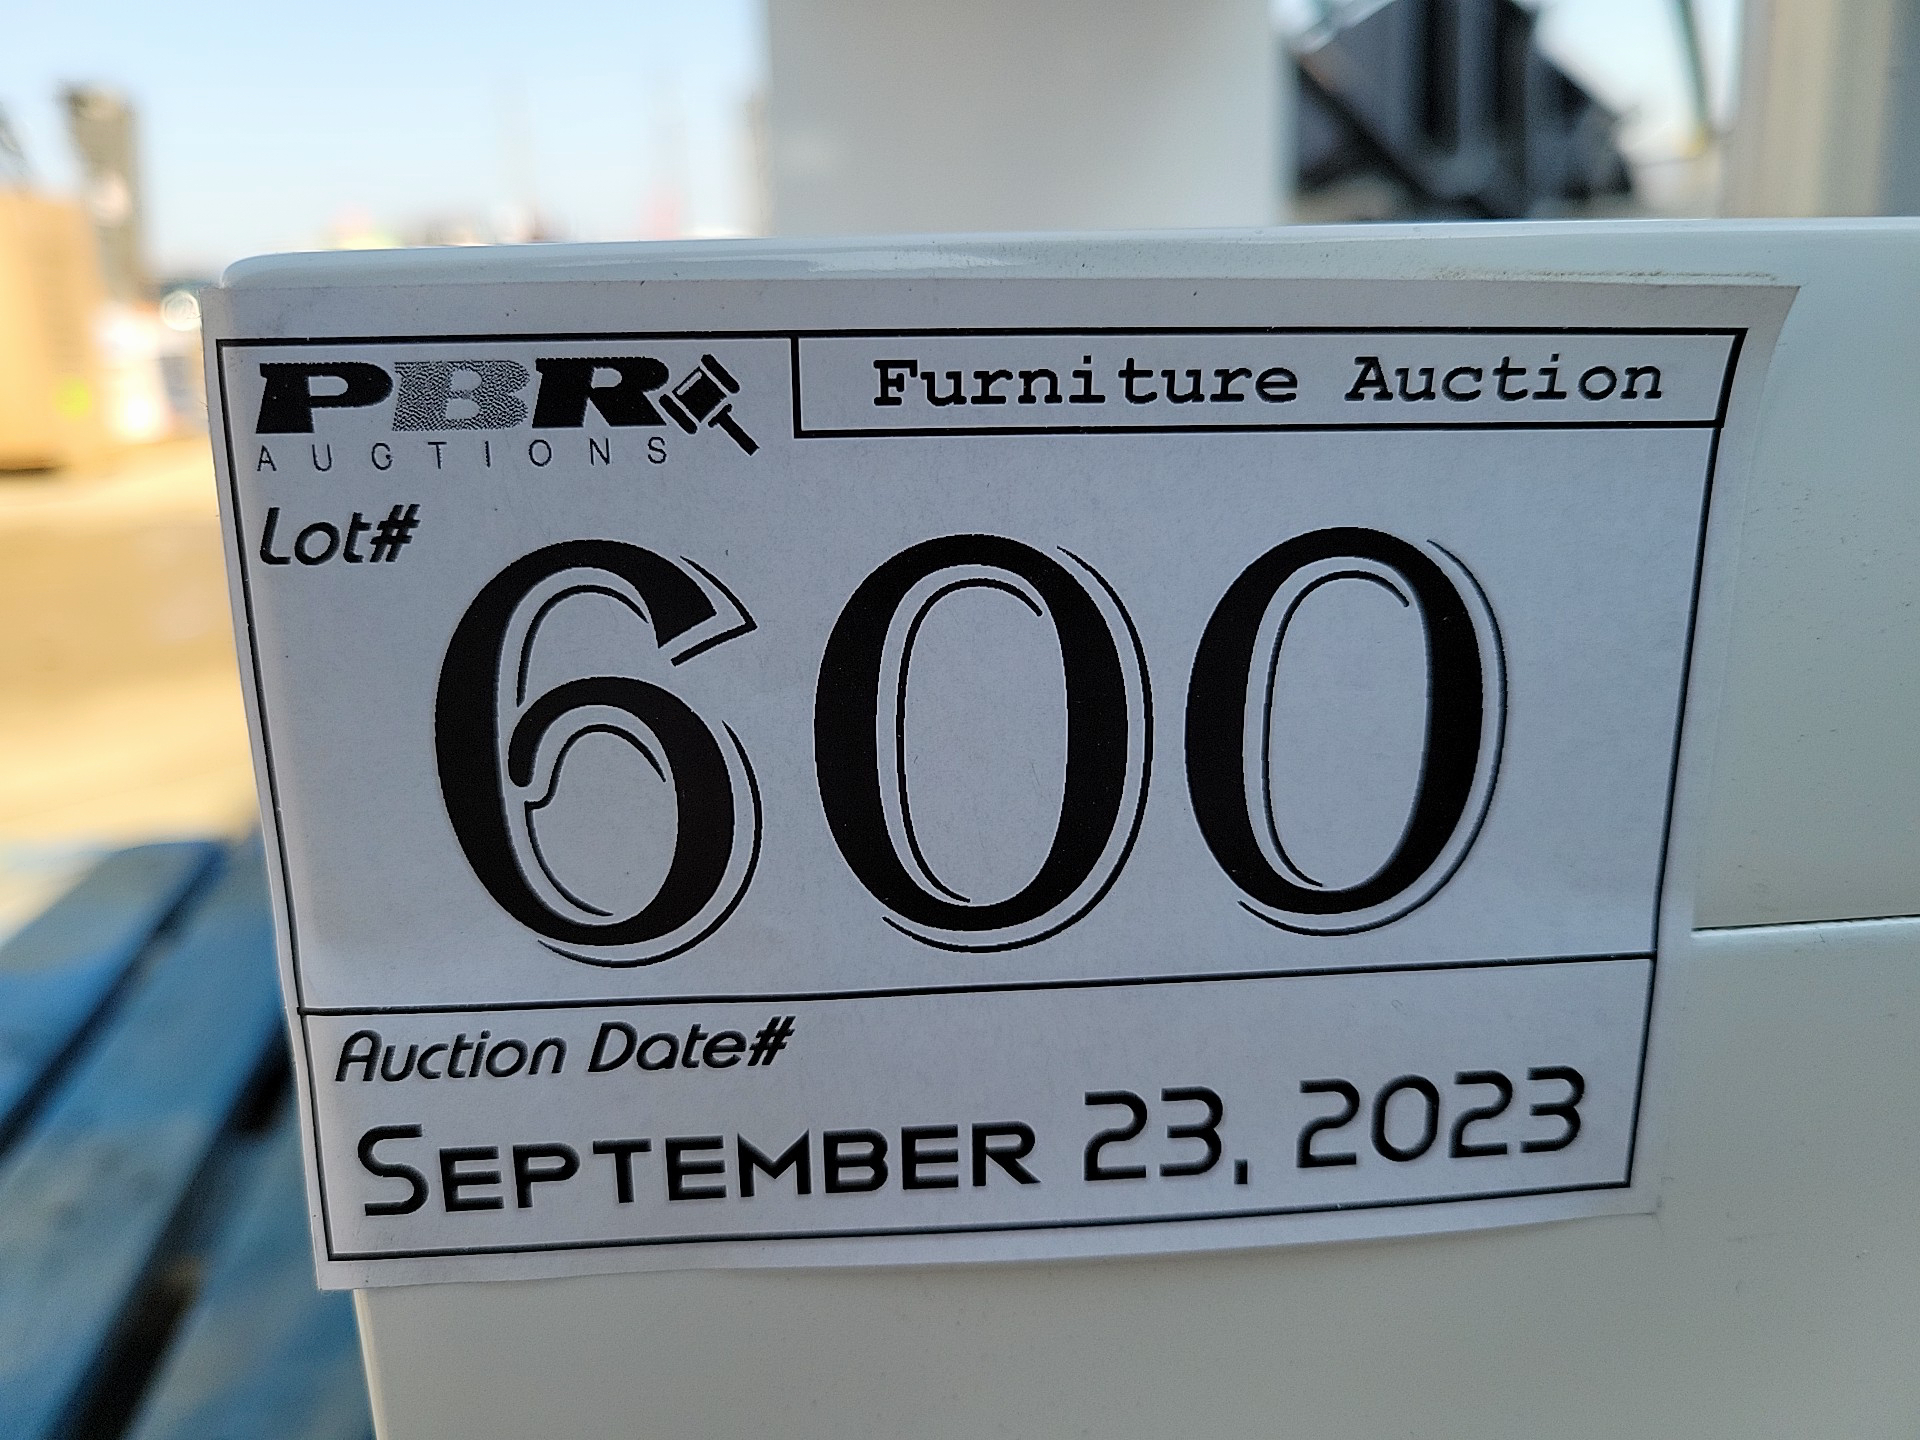 PBR
AUCTIONS
Furniture Auction
Lot#
600
Auction Date#
September 23, 2023